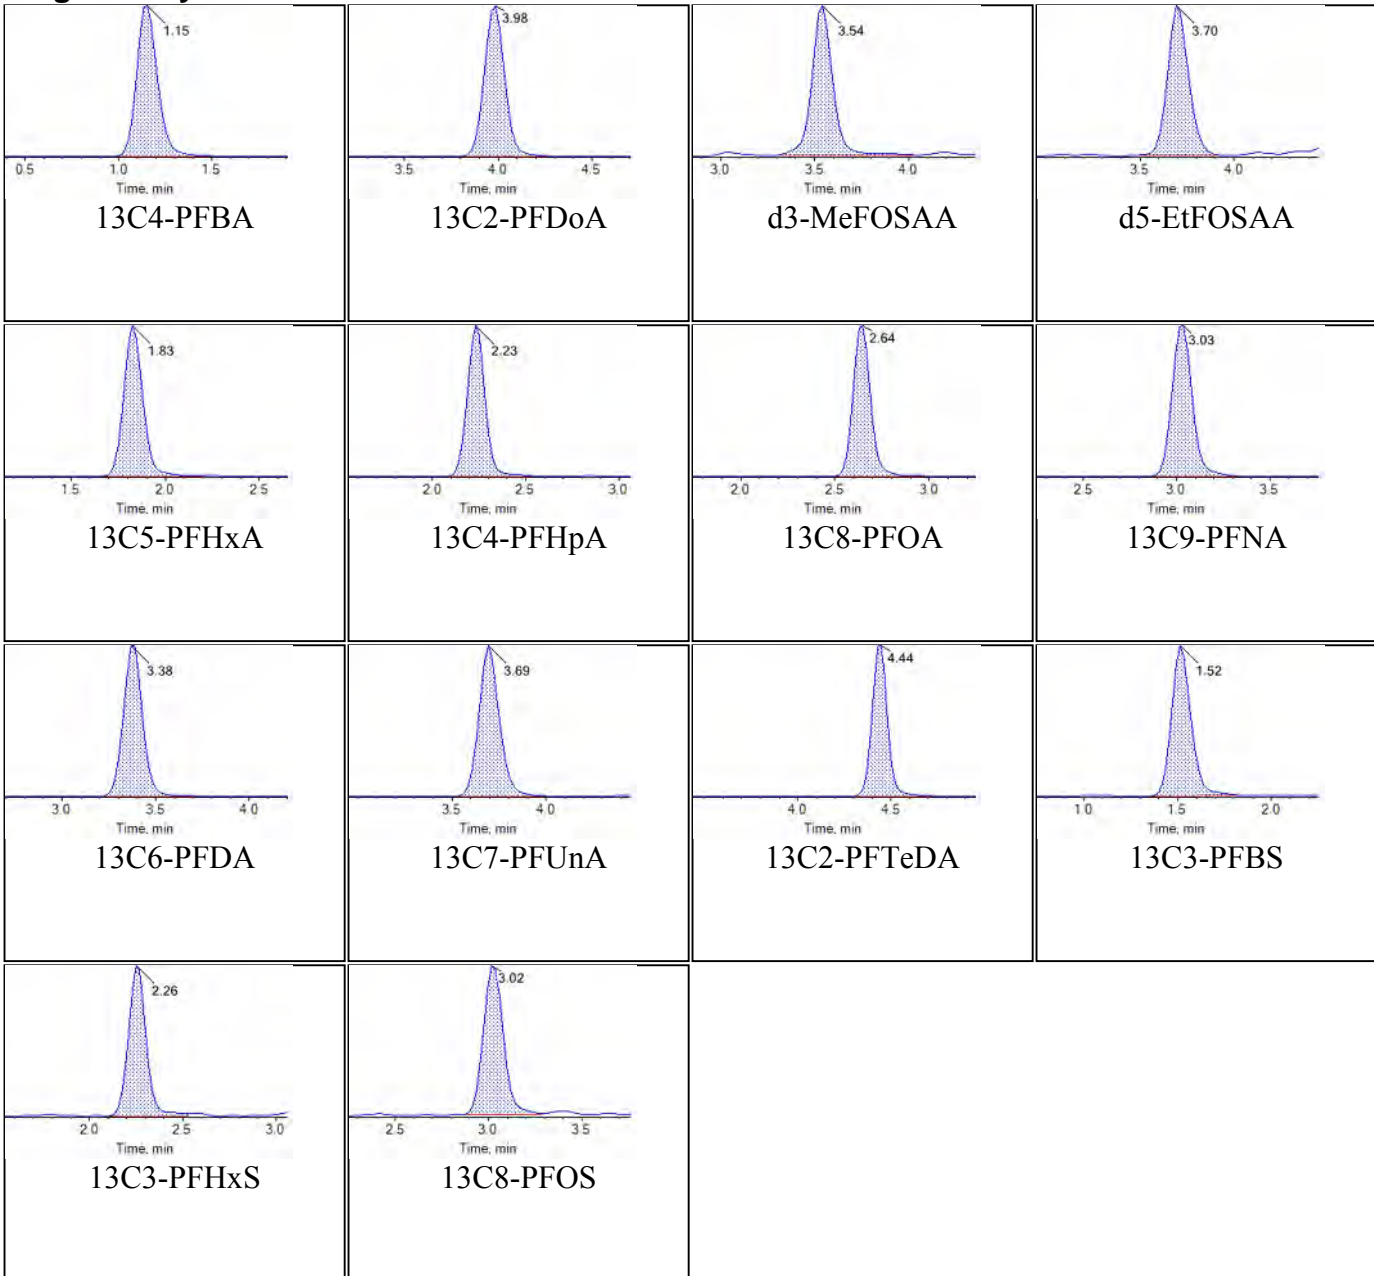 1.15
0.5 1.0 1.5
Time, min
13C4-PFBA
3.98
3.5 4.0 4.5
Time, min
13C2-PFDoA
3.54
3.0 3.5 4.0
Time, min
d3-MeFOSAA
3.70
3.5 4.0
Time, min
d5-EtFOSAA
1.83
1.5 2.0 2.5
Time, min
13C5-PFHxA
2.23
2.0 2.5 3.0
Time, min
13C4-PFHpA
2.64
2.0 2.5 3.0
Time, min
13C8-PFOA
3.03
2.5 3.0 3.5
Time, min
13C9-PFNA
3.38
3.0 3.5 4.0
Time, min
13C6-PFDA
3.69
3.5 4.0
Time, min
13C7-PFUnA
4.44
4.0 4.5
Time, min
13C2-PFTeDA
1.52
1.0 1.5 2.0
Time, min
13C3-PFBS
2.26
2.0 2.5 3.0
Time, min
13C3-PFHxS
3.02
2.5 3.0 3.5
Time, min
13C8-PFOS